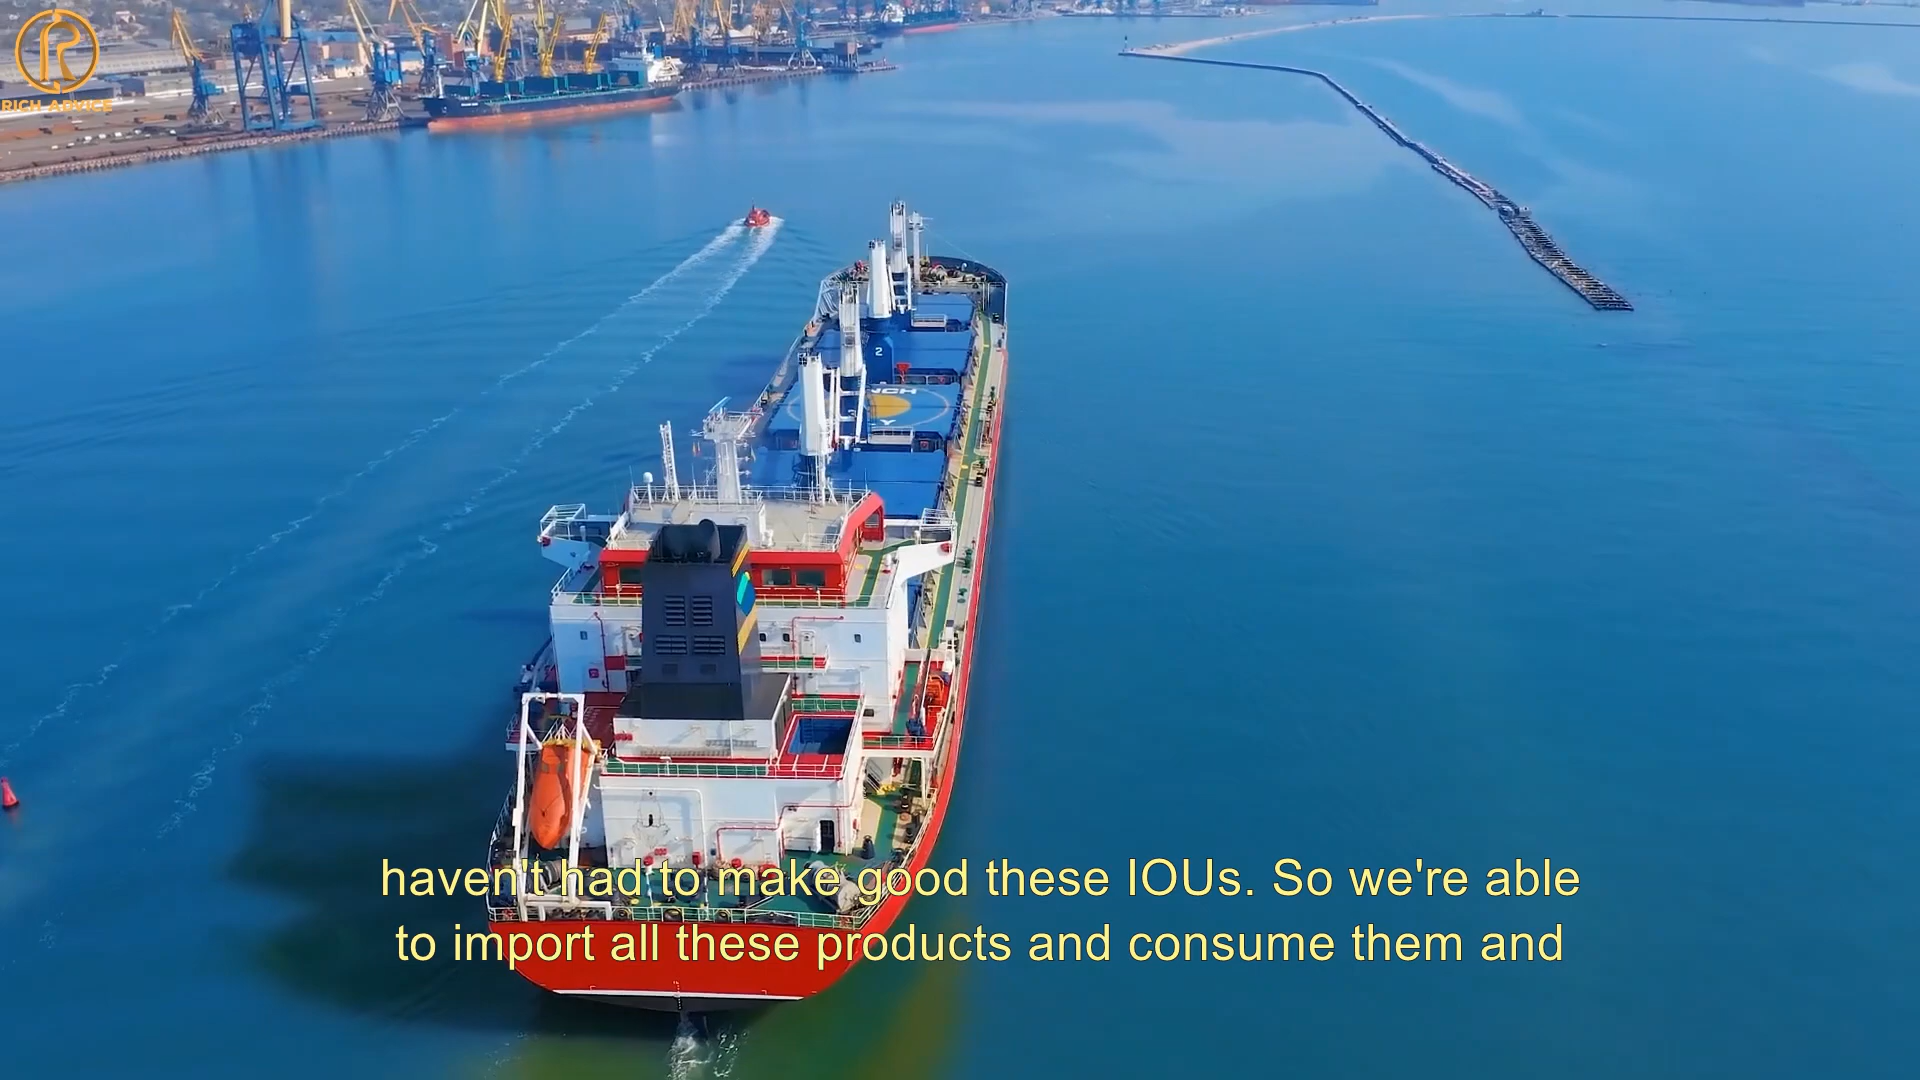 RICH ADVICE
2
haven't had to make good these IOUs. So we're able
to import all these products and consume them and